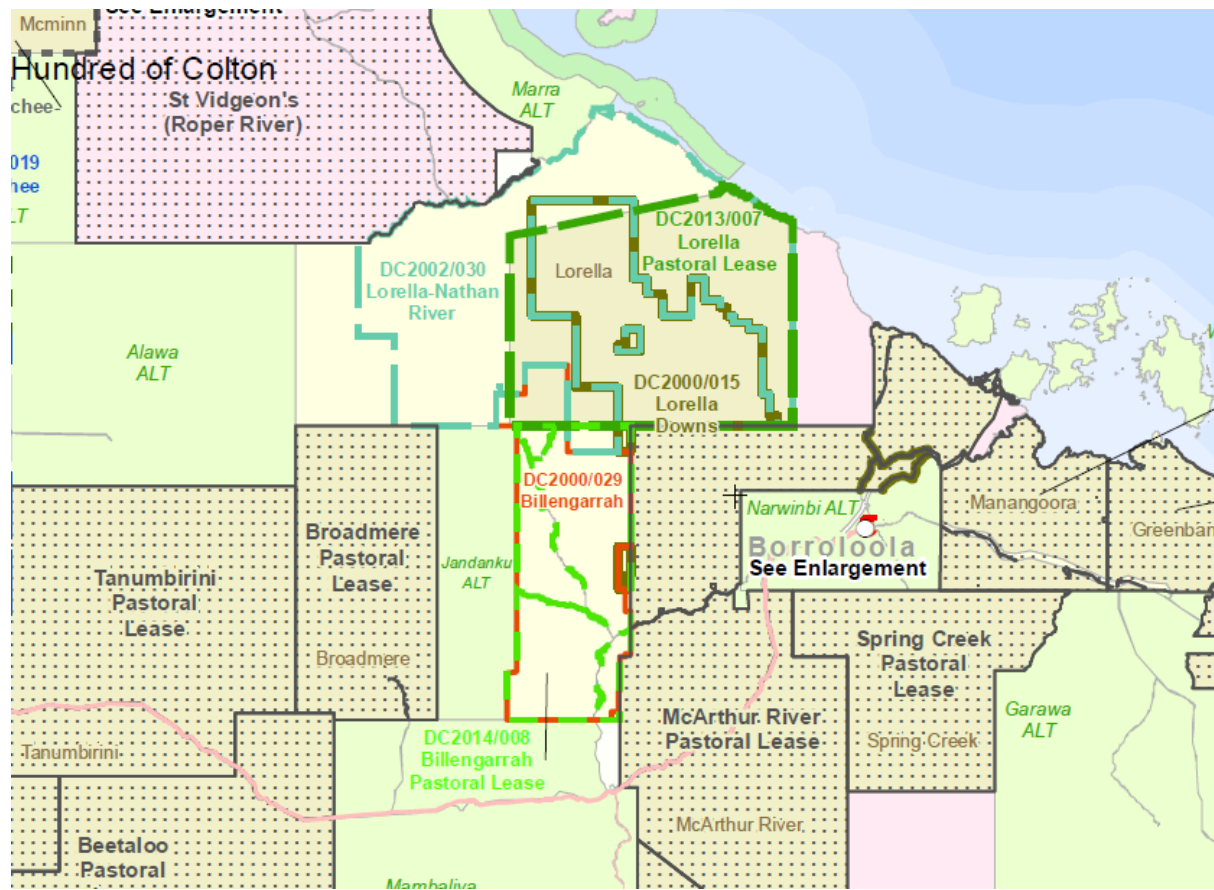 See Enlargement
Mcminn
Hundred of Colton
chee-
St Vidgeon's
(Roper River)
Marra
ALT
019
hee
LT
DC2013/007
Lorella
Pastoral Lease
Lorella
DC2002/030
Lorella-Nathan
River
Alawa
ALT
DC2000/015
Lorella
Downs
DC2000/029
Billengarrah
Narwinbi ALT
Manangoora
Greenban
Borroloola
See Enlargement
Broadmere
Pastoral
Lease
Jandanku
ALT
Tanumbirini
Pastoral
Lease
Broadmere
Spring Creek
Pastoral
Lease
McArthur River
Pastoral Lease
Spring Creek
Garawa
ALT
Tanumbirini
DC2014/008
Billengarrah
Pastoral Lease
McArthur River
Beetaloo
Pastoral
Mambaliya